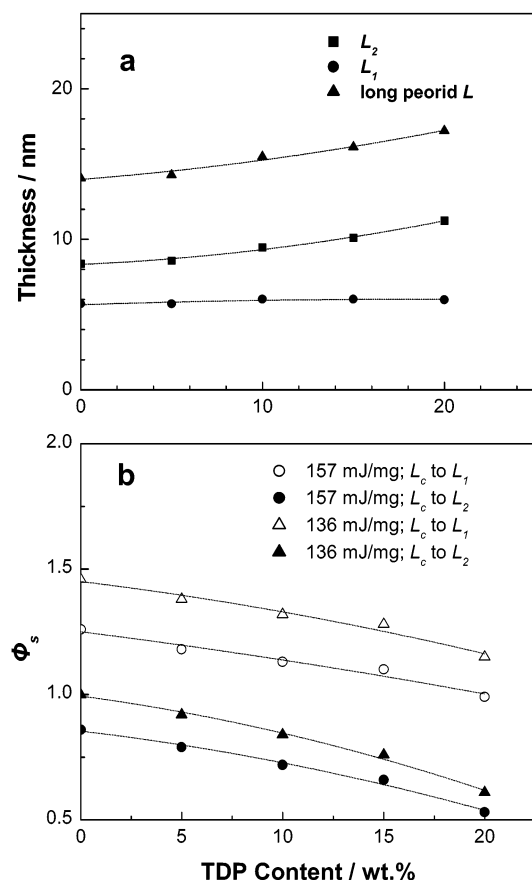 a
L2
L1
long peorid L
20
10
0
Thickness / nm
0 10 20
b
157 mJ/mg; Lc to L1
157 mJ/mg; Lc to L2
136 mJ/mg; Lc to L1
136 mJ/mg; Lc to L2
2.0
1.5
1.0
0.5
Φs
0 5 10 15 20
TDP Content / wt.%